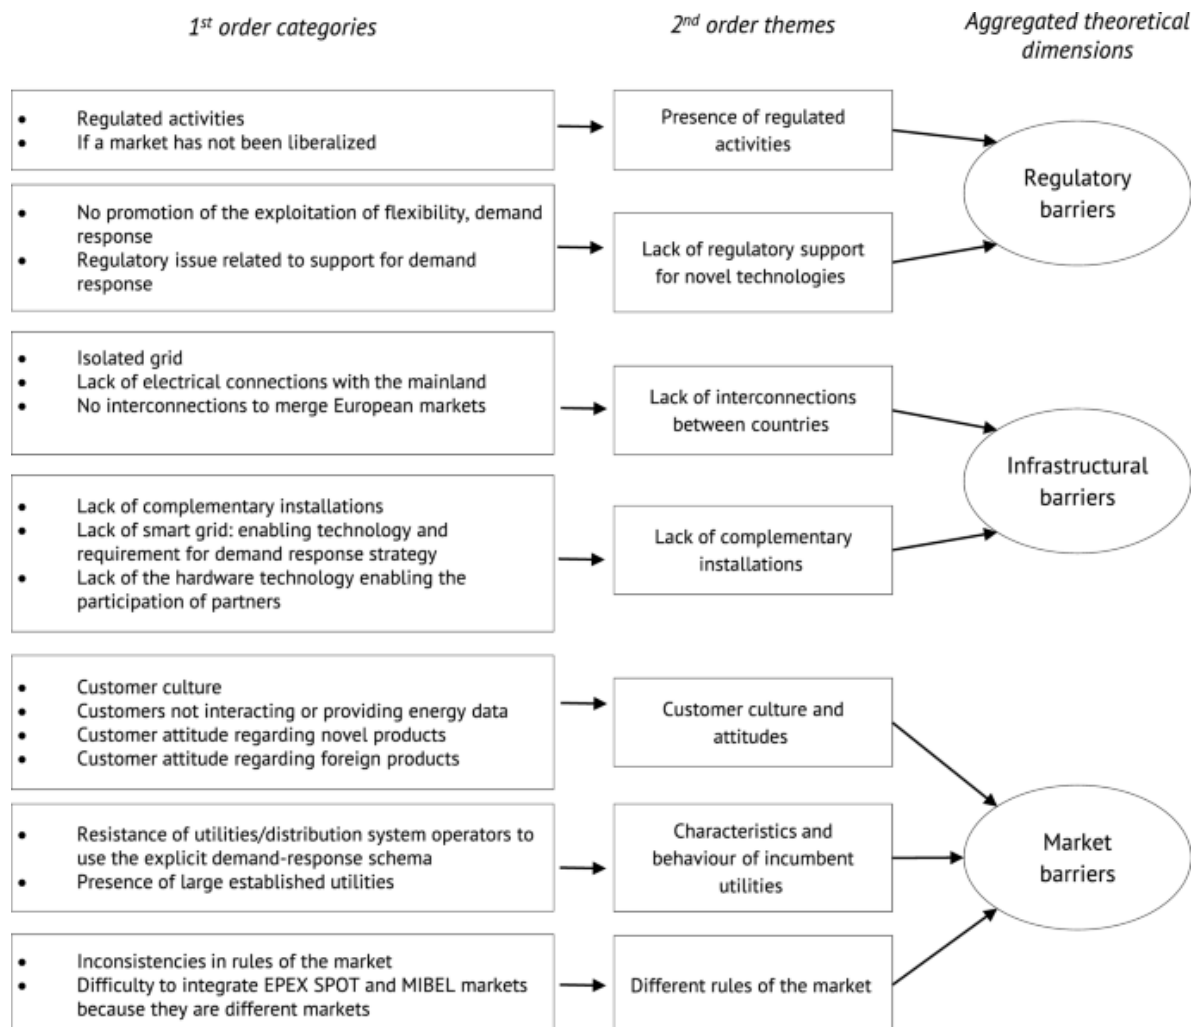 1st order categories
2nd order themes
Aggregated theoretical
dimensions
• Regulated activities
• If a market has not been liberalized
Presence of regulated
activities
Regulatory
barriers
• No promotion of the exploitation of flexibility, demand
response
• Regulatory issue related to support for demand
response
Lack of regulatory support
for novel technologies
• Isolated grid
• Lack of electrical connections with the mainland
• No interconnections to merge European markets
Lack of interconnections
between countries
Infrastructural
barriers
• Lack of complementary installations
• Lack of smart grid: enabling technology and
requirement for demand response strategy
• Lack of the hardware technology enabling the
participation of partners
Lack of complementary
installations
• Customer culture
• Customers not interacting or providing energy data
• Customer attitude regarding novel products
• Customer attitude regarding foreign products
Customer culture and
attitudes
• Resistance of utilities/distribution system operators to
use the explicit demand-response schema
• Presence of large established utilities
Characteristics and
behaviour of incumbent
utilities
Market
barriers
• Inconsistencies in rules of the market
• Difficulty to integrate EPEX SPOT and MIBEL markets
because they are different markets
Different rules of the market